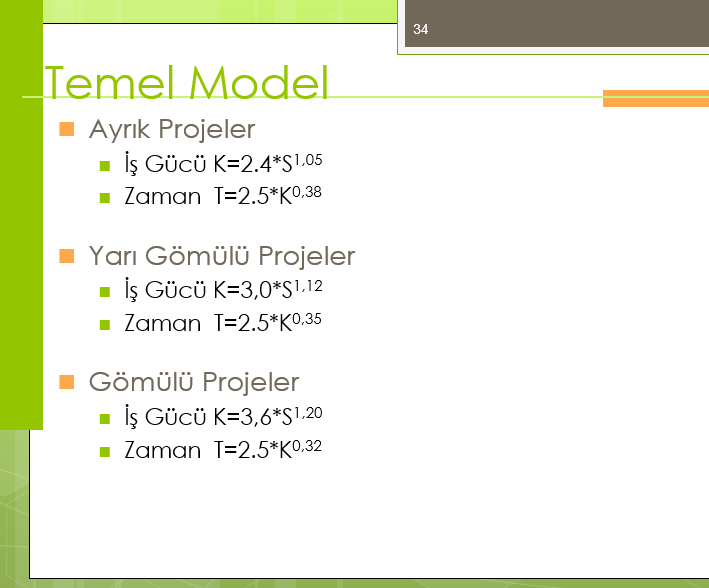 34
Temel Model
Ayrık Projeler
İş Gücü K=2.4*S^1,05
Zaman T=2.5*K^0,38
Yarı Gömülü Projeler
İş Gücü K=3,0*S^1,12
Zaman T=2.5*K^0,35
Gömülü Projeler
İş Gücü K=3,6*S^1,20
Zaman T=2.5*K^0,32